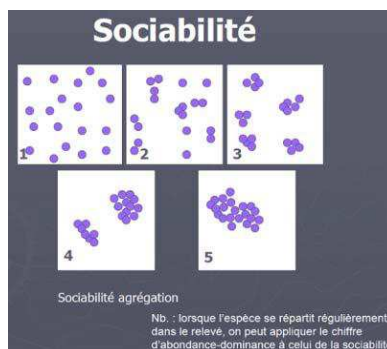 Sociabilité
1
2
3
4
5
Sociabilité agrégation
Nb. : lorsque l'espèce se répartit régulièrement
dans le relevé, on peut appliquer le chiffre
d'abondance-dominance à celui de la sociabilité